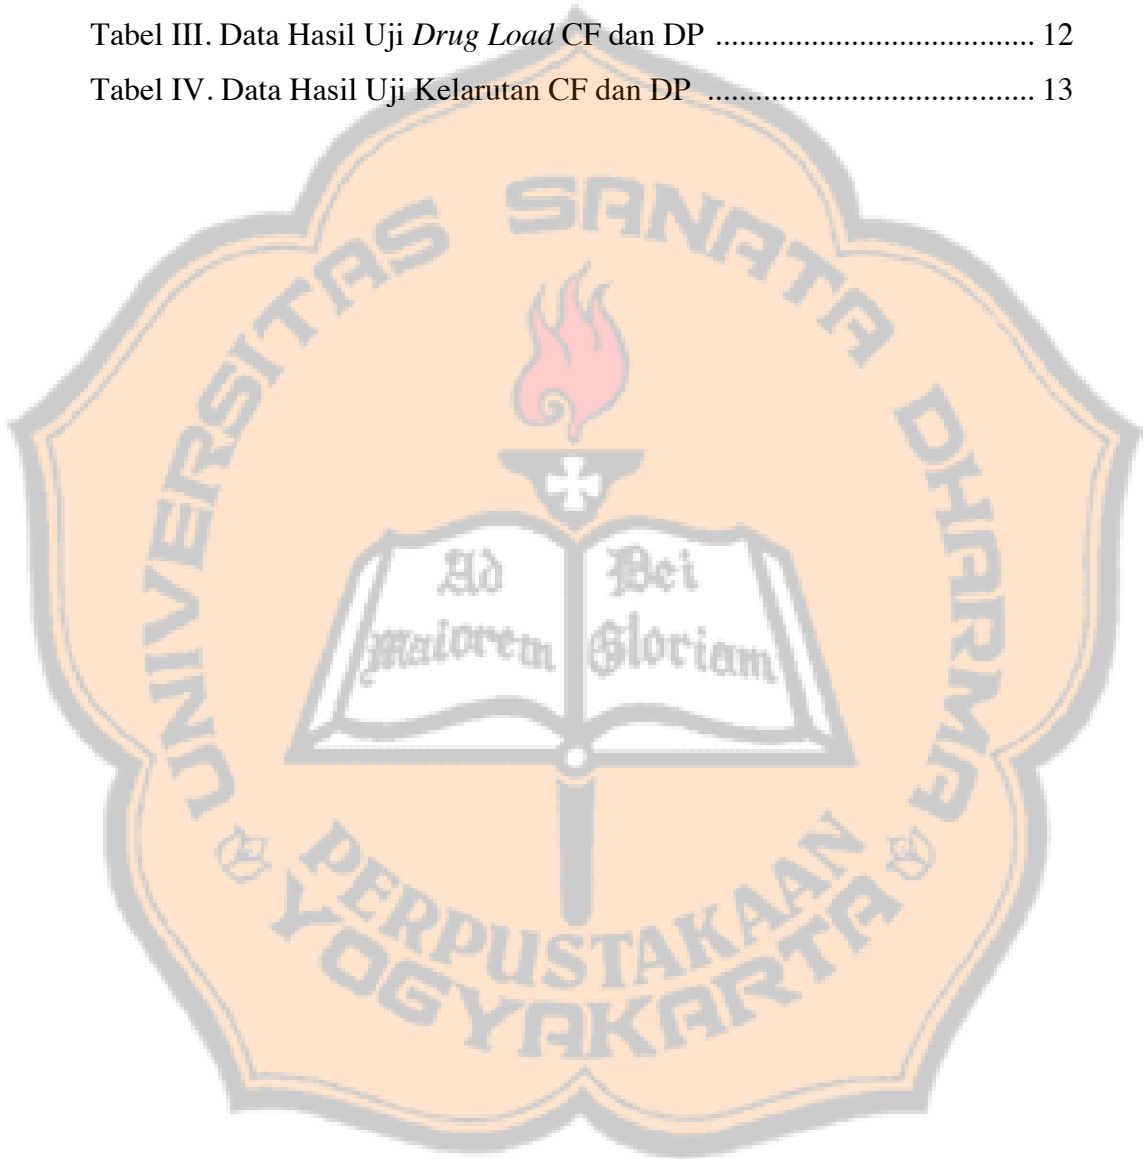 Tabel III. Data Hasil Uji Drug Load CF dan DP ....................................... 12
Tabel IV. Data Hasil Uji Kelarutan CF dan DP ........................................ 13
UNIVERSITAS SANATA DHARMA
Ad Dei
Maiorem Gloriam
PERPUSTAKAAN
YOGYAKARTA